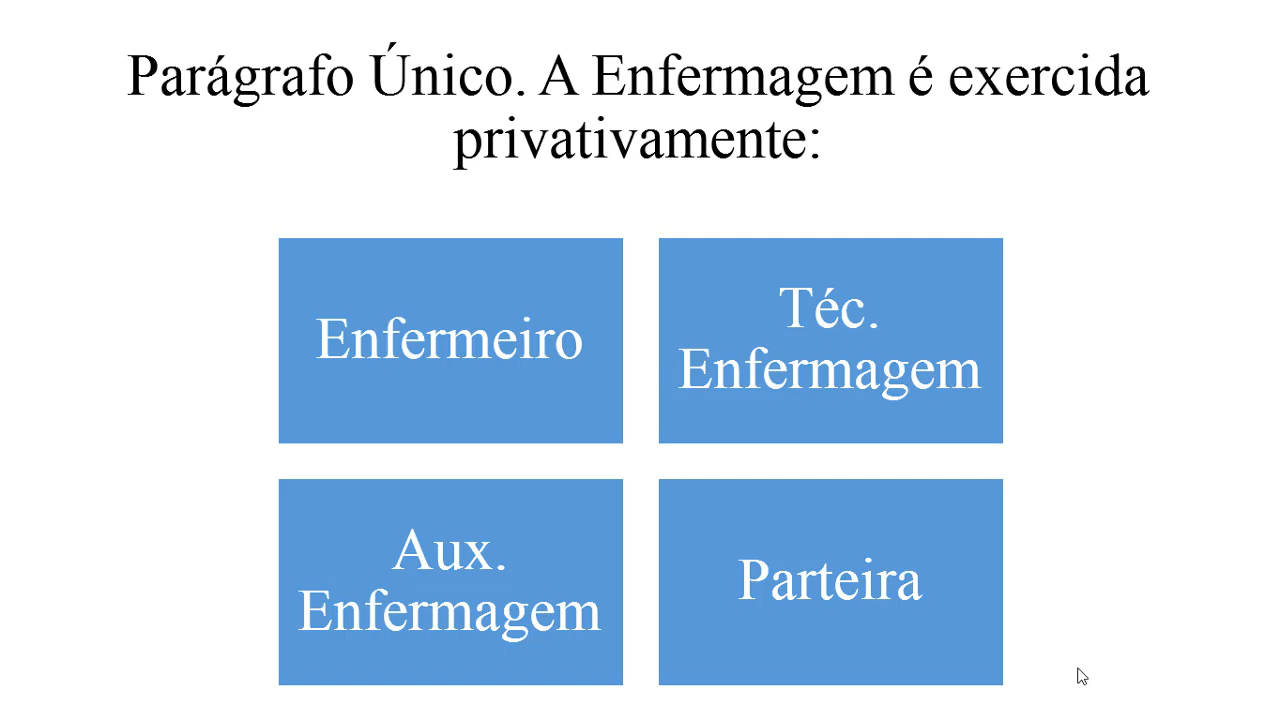 Parágrafo Único. A Enfermagem é exercida
privativamente:
Enfermeiro
Téc.
Enfermagem
Aux.
Enfermagem
Parteira